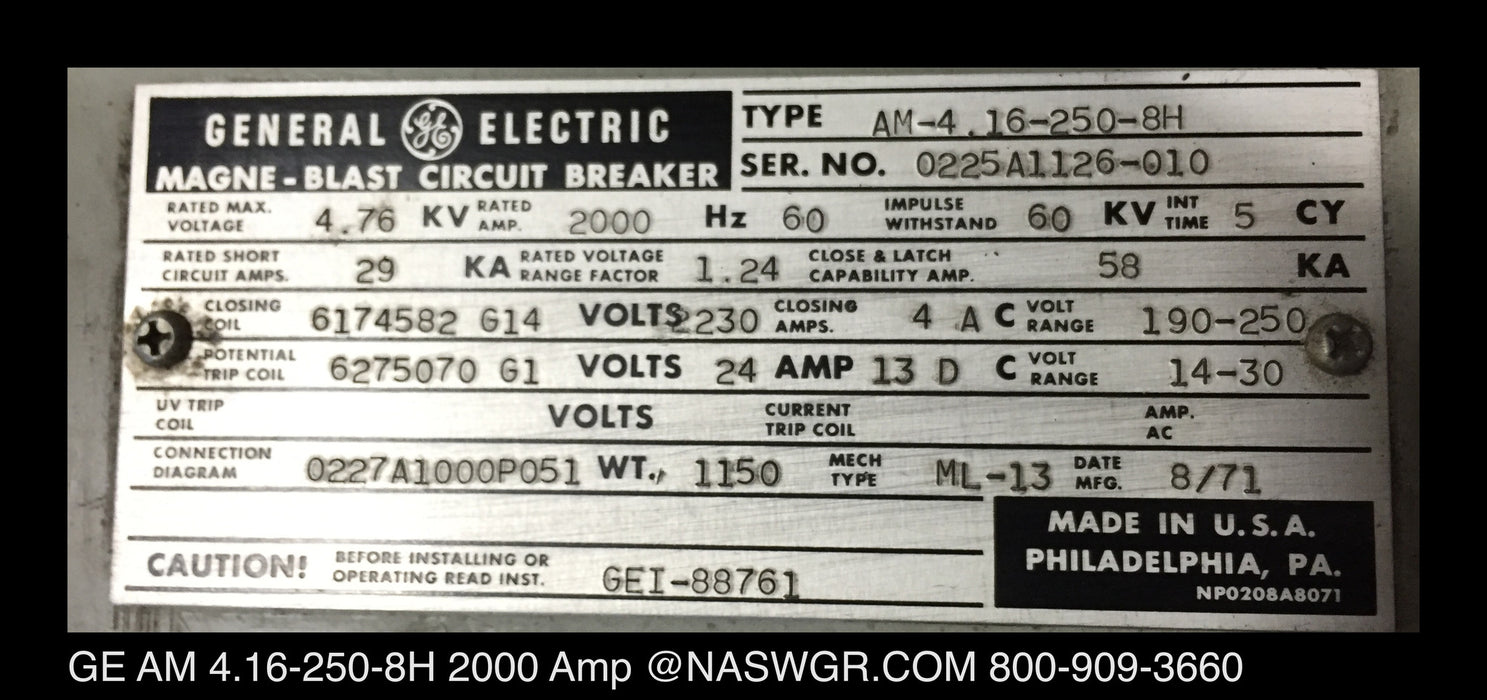 GENERAL GE ELECTRIC
MAGNE-BLAST CIRCUIT BREAKER
TYPE AM-4.16-250-8H
SER. NO. 0225A1126-010
RATED MAX. VOLTAGE 4.76 KV RATED AMP. 2000 Hz 60 IMPULSE WITHSTAND 60 KV INT TIME 5 CY
RATED SHORT CIRCUIT AMPS. 29 KA RATED VOLTAGE RANGE FACTOR 1.24 CLOSE & LATCH CAPABILITY AMP. 58 KA
CLOSING COIL 6174582 G14 VOLTS 2230 CLOSING AMPS. 4 A C VOLT RANGE 190-250
POTENTIAL TRIP COIL 6275070 G1 VOLTS 24 AMP 13 D C VOLT RANGE 14-30
UV TRIP COIL VOLTS CURRENT TRIP COIL AMP. AC
CONNECTION DIAGRAM 0227A1000P051 WT., 1150 MECH TYPE ML-13 DATE MFG. 8/71
CAUTION! BEFORE INSTALLING OR OPERATING READ INST. GEI-88761
MADE IN U.S.A.
PHILADELPHIA, PA.
NP0208A8071
GE AM 4.16-250-8H 2000 Amp @NASWGR.COM 800-909-3660